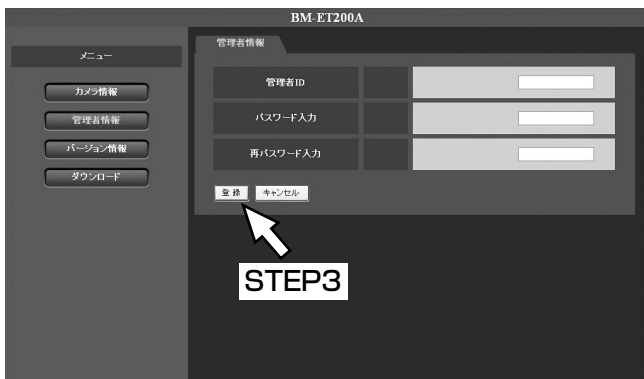 BM-ET200A
メニュー
カメラ情報
管理者情報
バージョン情報
ダウンロード
管理者情報
管理者ID
パスワード入力
再パスワード入力
登 録
キャンセル
STEP3